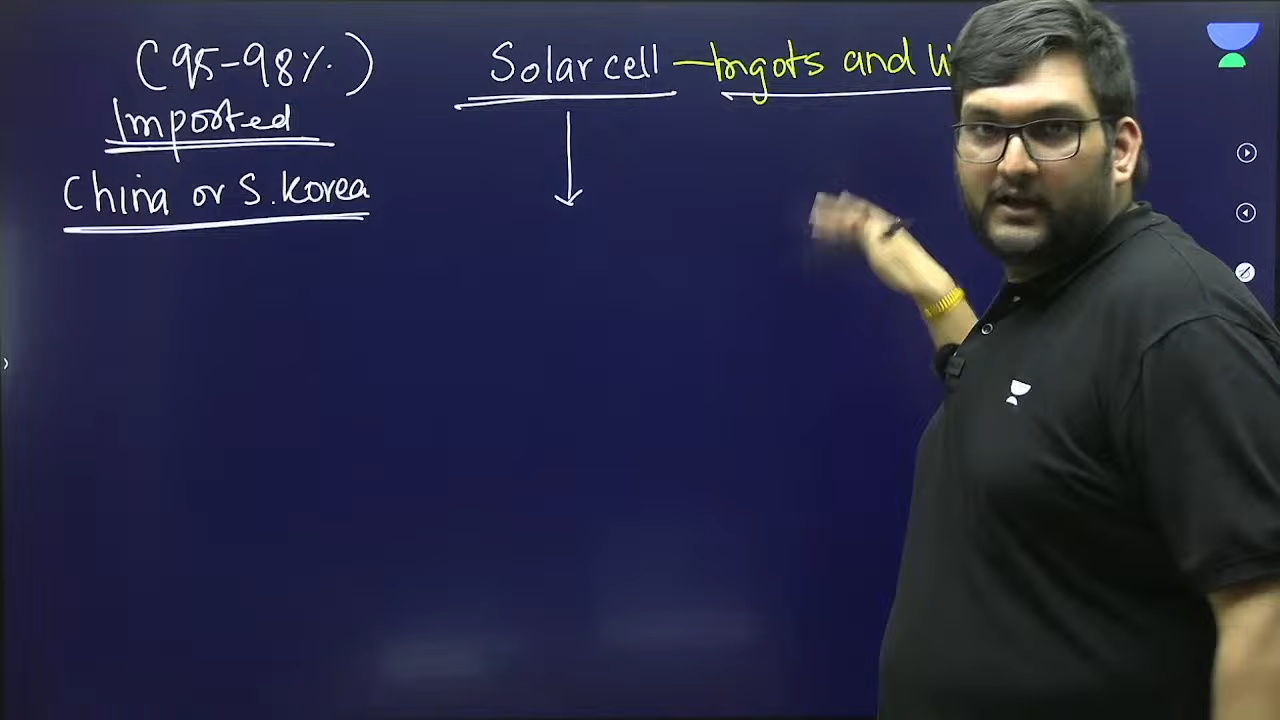 (95-98%.)
Imported
China or S. Korea
Solar cell — Ingots and